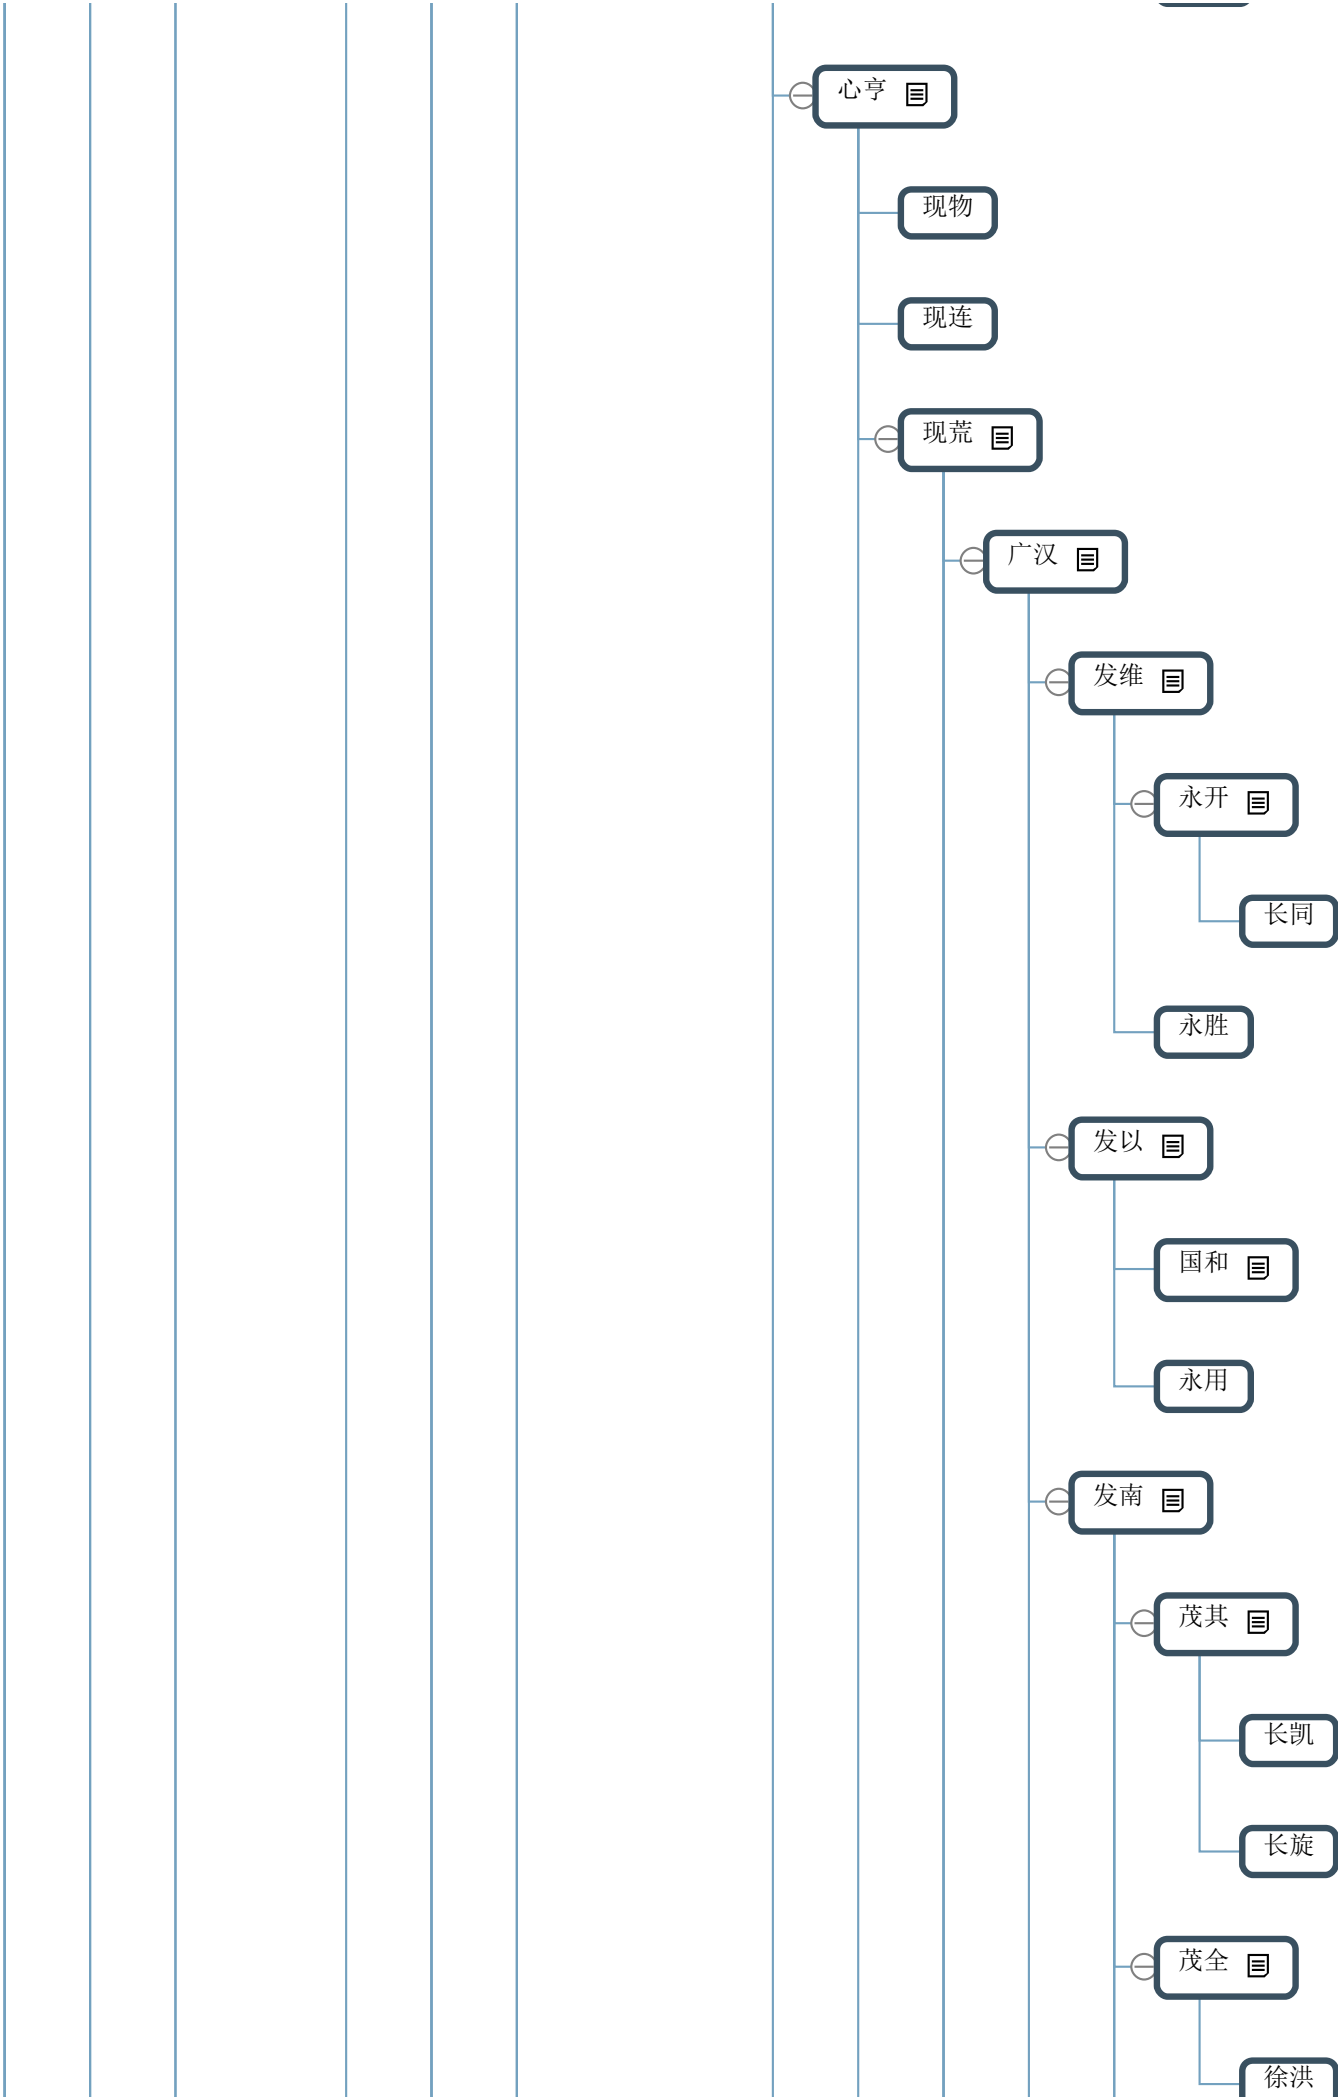 心亨
现物
现连
现荒
广汉
发维
永开
长同
永胜
发以
国和
永用
发南
茂其
长凯
长旋
茂全
徐洪